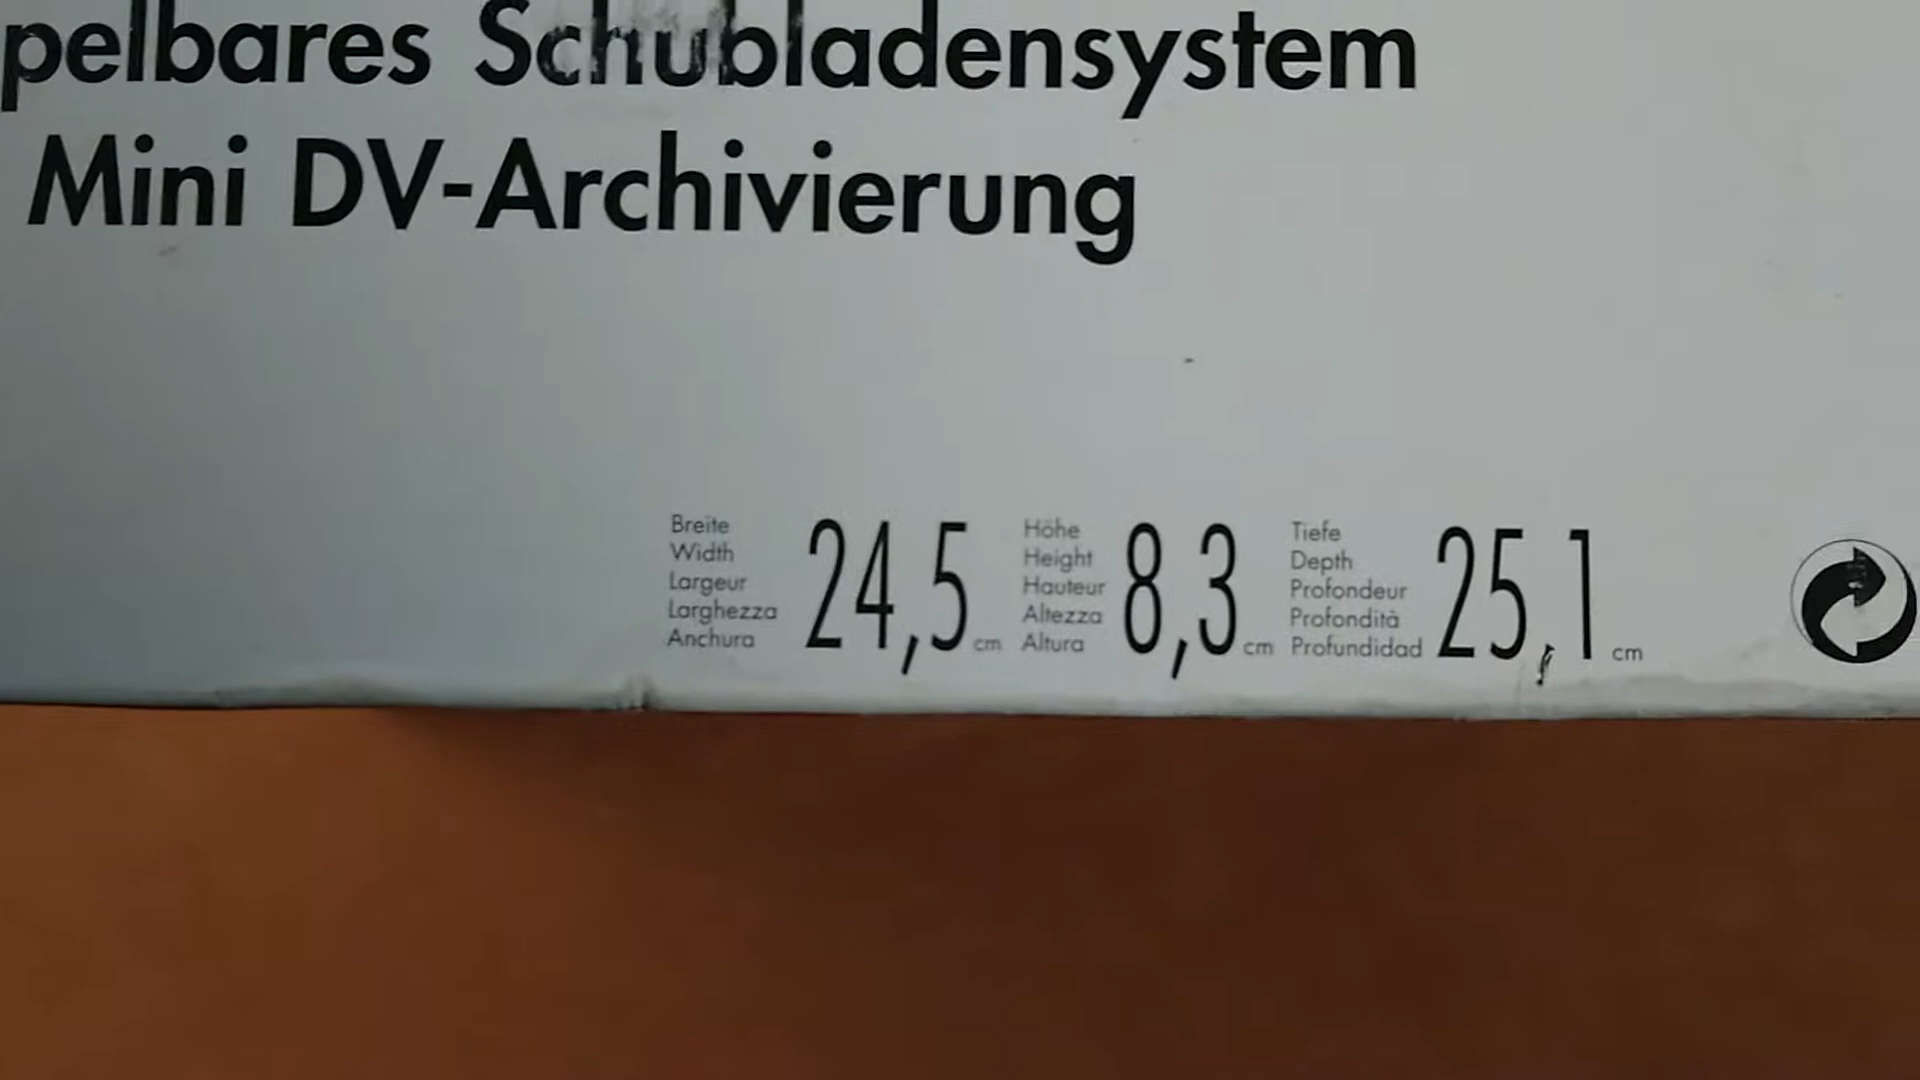 pelbares Schubladensystem
Mini DV-Archivierung
Breite
Width
Largeur
Larghezza
Anchura
24,5 cm
Höhe
Height
Hauteur
Altezza
Altura
8,3 cm
Tiefe
Depth
Profondeur
Profondità
Profundidad
25,1 cm